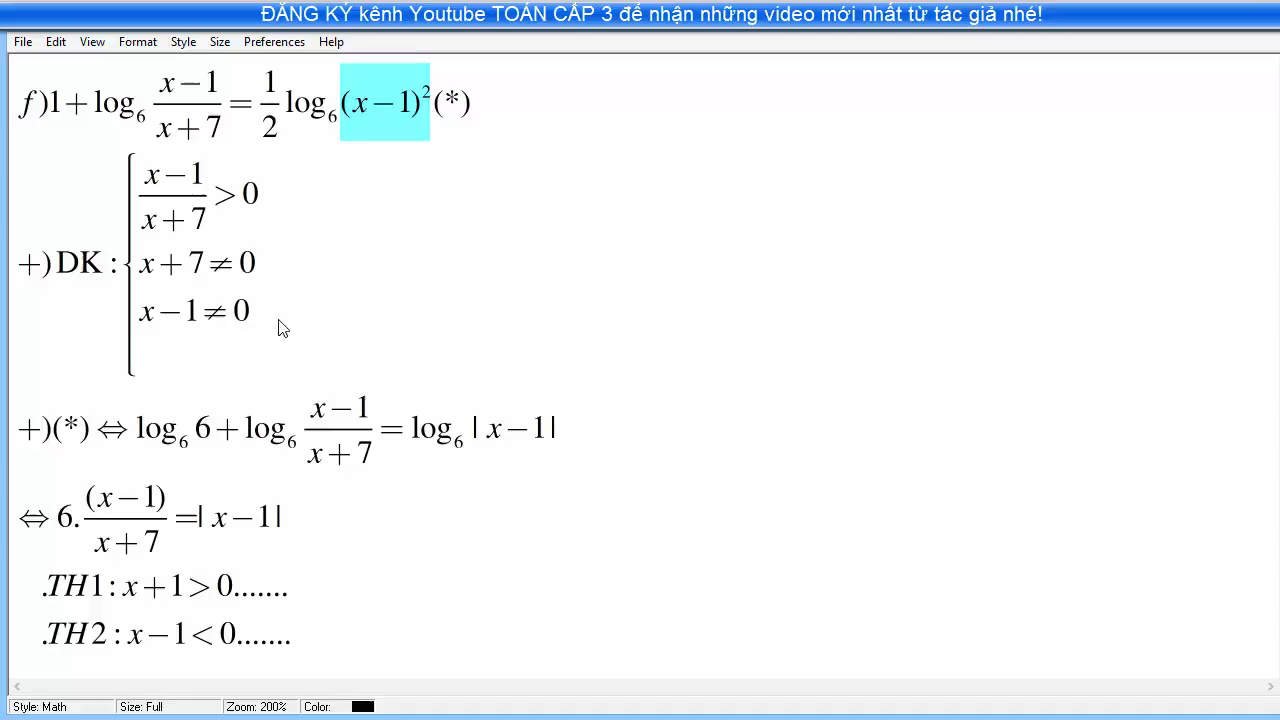 ĐĂNG KÝ kênh Youtube TOÁN CẤP 3 để nhận những video mới nhất từ tác giả nhé!
File Edit View Format Style Size Preferences Help
f)1+log₆ (x−1)/(x+7) = 1/2 log₆(x−1)²(*)
+)DK: { (x−1)/(x+7) > 0
x+7≠0
x−1≠0
+)(*)⇔log₆ 6+log₆ (x−1)/(x+7) = log₆ |x−1|
⇔6.(x−1)/(x+7) =|x−1|
.TH1: x+1>0.......
.TH2: x−1<0.......
Style: Math Size: Full Zoom: 200% Color: